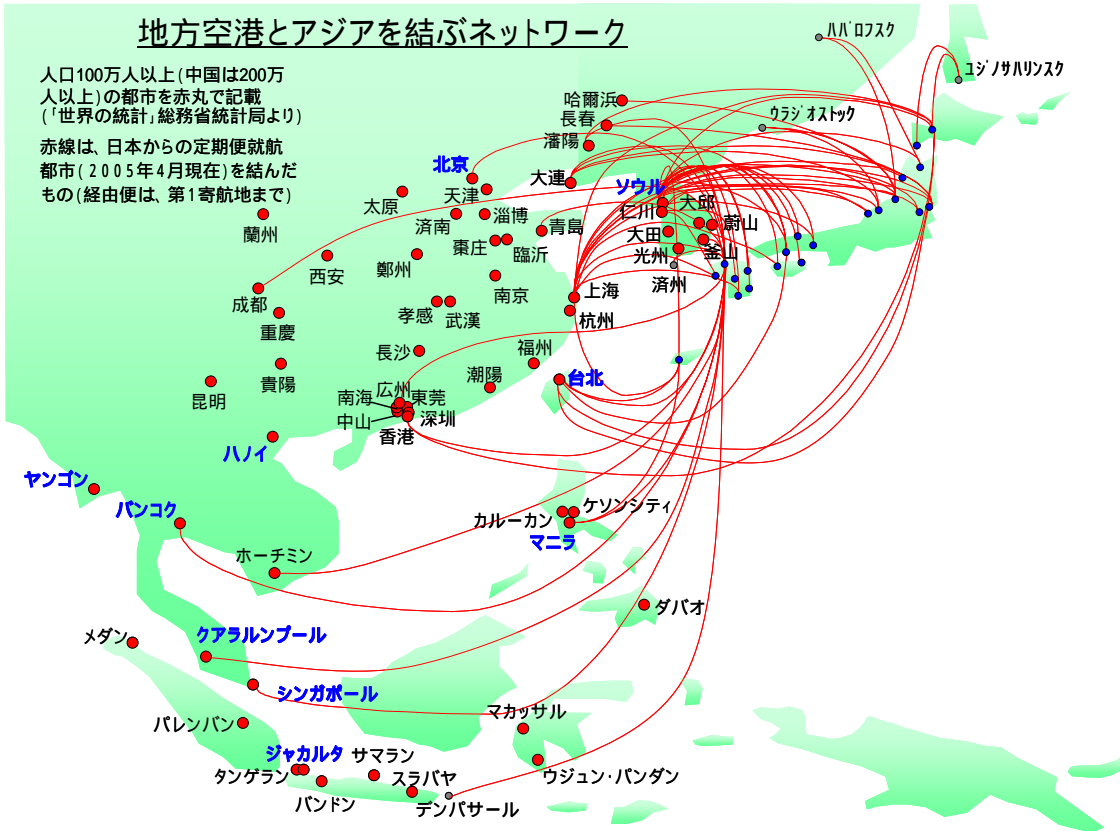 地方空港とアジアを結ぶネットワーク
人口100万人以上(中国は200万
人以上)の都市を赤丸で記載
(「世界の統計」総務省統計局より)
赤線は、日本からの定期便就航
都市(2005年4月現在)を結んだ
もの(経由便は、第1寄航地まで)
ハバロフスク
ユジノサハリンスク
ウラジオストック
哈爾浜
長春
瀋陽
北京
大連
ソウル
天津
太原
済南
淄博
青島
仁川
大邱
蔚山
大田
釜山
光州
済州
蘭州
西安
鄭州
棗庄
臨沂
成都
南京
上海
重慶
孝感
武漢
杭州
長沙
福州
貴陽
潮陽
台北
昆明
広州
南海
東莞
中山
深圳
香港
ハノイ
ヤンゴン
バンコク
カルーカン
ケソンシティ
マニラ
ホーチミン
ダバオ
メダン
クアラルンプール
シンガポール
パレンバン
マカッサル
ジャカルタ
サマラン
タンゲラン
スラバヤ
ウジュン・パンダン
バンドン
デンパサール